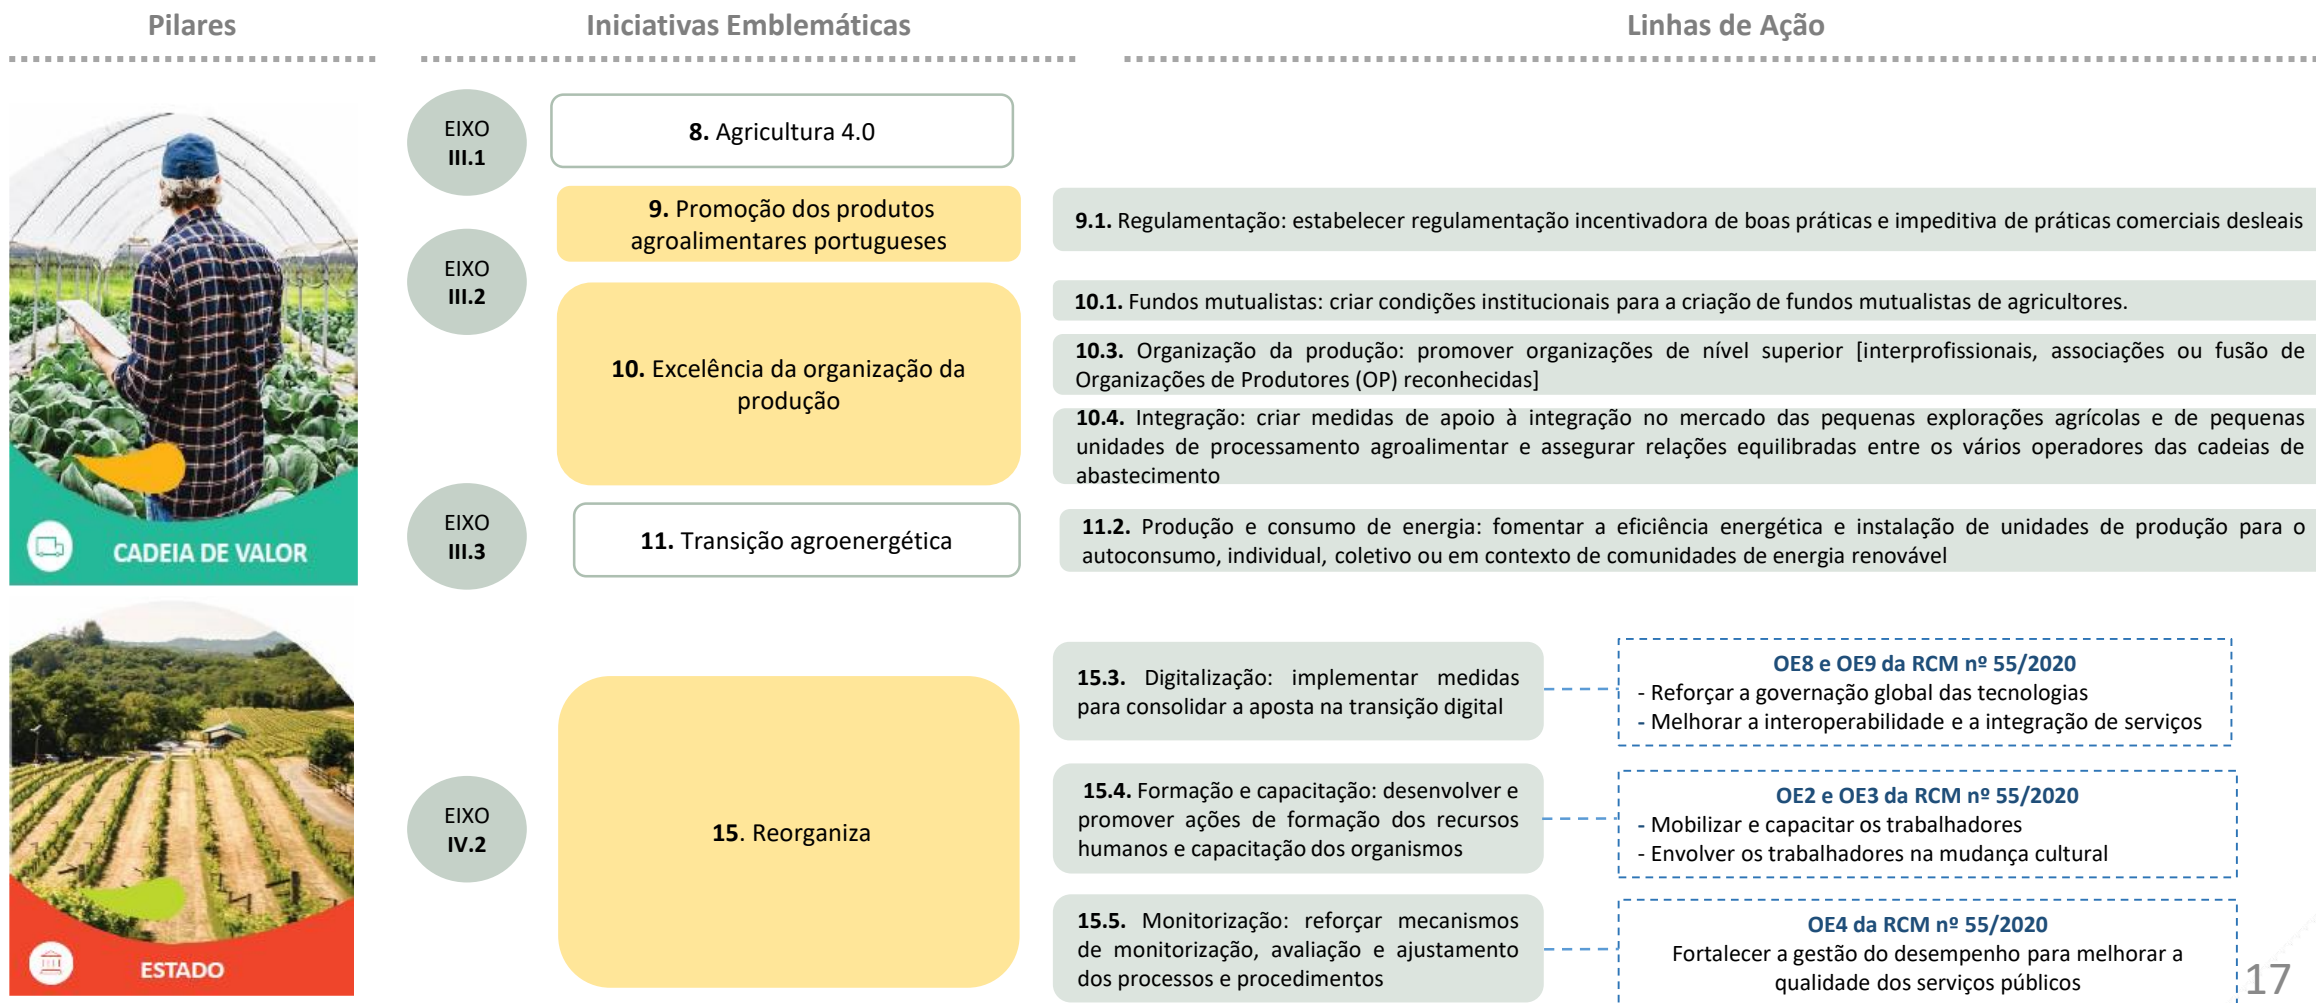 Pilares
Iniciativas Emblemáticas
Linhas de Ação
EIXO
III.1
8. Agricultura 4.0
9. Promoção dos produtos
agroalimentares portugueses
9.1. Regulamentação: estabelecer regulamentação incentivadora de boas práticas e impeditiva de práticas comerciais desleais
EIXO
III.2
10. Excelência da organização da
produção
10.1. Fundos mutualistas: criar condições institucionais para a criação de fundos mutualistas de agricultores.
10.3. Organização da produção: promover organizações de nível superior [interprofissionais, associações ou fusão de
Organizações de Produtores (OP) reconhecidas]
10.4. Integração: criar medidas de apoio à integração no mercado das pequenas explorações agrícolas e de pequenas
unidades de processamento agroalimentar e assegurar relações equilibradas entre os vários operadores das cadeias de
abastecimento
EIXO
III.3
11. Transição agroenergética
11.2. Produção e consumo de energia: fomentar a eficiência energética e instalação de unidades de produção para o
autoconsumo, individual, coletivo ou em contexto de comunidades de energia renovável
CADEIA DE VALOR
EIXO
IV.2
15. Reorganiza
15.3. Digitalização: implementar medidas
para consolidar a aposta na transição digital
OE8 e OE9 da RCM nº 55/2020
- Reforçar a governação global das tecnologias
- Melhorar a interoperabilidade e a integração de serviços
15.4. Formação e capacitação: desenvolver e
promover ações de formação dos recursos
humanos e capacitação dos organismos
OE2 e OE3 da RCM nº 55/2020
- Mobilizar e capacitar os trabalhadores
- Envolver os trabalhadores na mudança cultural
15.5. Monitorização: reforçar mecanismos
de monitorização, avaliação e ajustamento
dos processos e procedimentos
OE4 da RCM nº 55/2020
Fortalecer a gestão do desempenho para melhorar a
qualidade dos serviços públicos
ESTADO
17